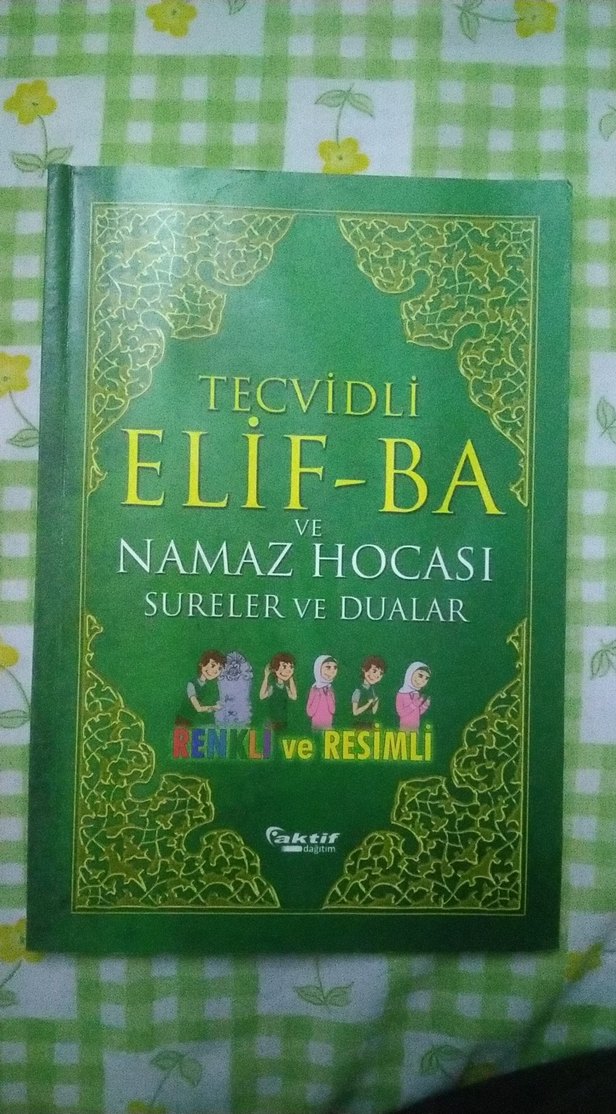 TECVİDLİ
ELİF-BA
VE
NAMAZ HOCASI
SURELER VE DUALAR
RENKLİ ve RESİMLİ
aktif
dağıtım